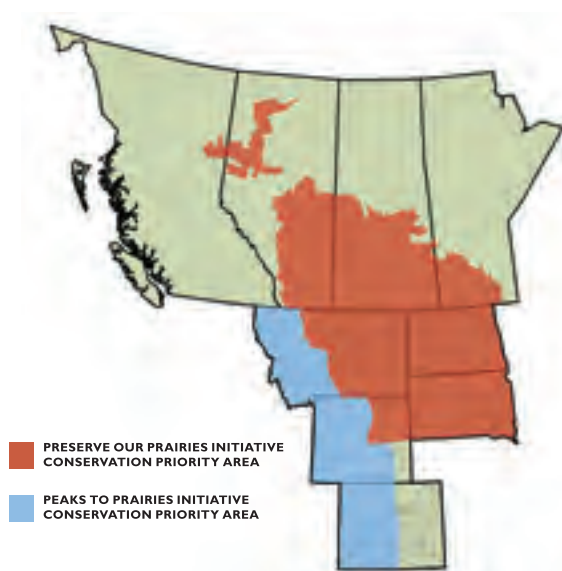 PRESERVE OUR PRAIRIES INITIATIVE
CONSERVATION PRIORITY AREA
PEAKS TO PRAIRIES INITIATIVE
CONSERVATION PRIORITY AREA